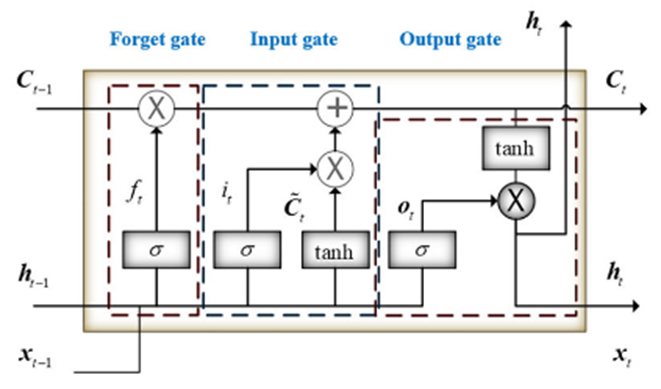 h_t
Forget gate Input gate Output gate
C_{t-1} X + C_t
tanh
f_t i_t X C̃_t o_t X
σ σ tanh σ
h_{t-1} h_t
x_{t-1} x_t